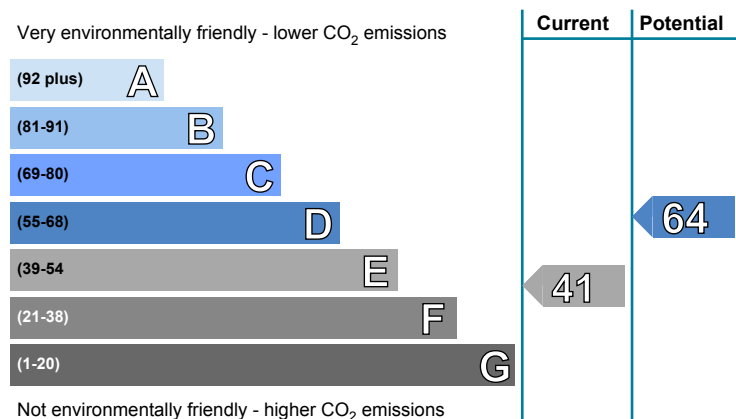 Very environmentally friendly - lower CO2 emissions
Current
Potential
(92 plus) A
(81-91) B
(69-80) C
(55-68) D
64
(39-54 E
41
(21-38) F
(1-20) G
Not environmentally friendly - higher CO2 emissions